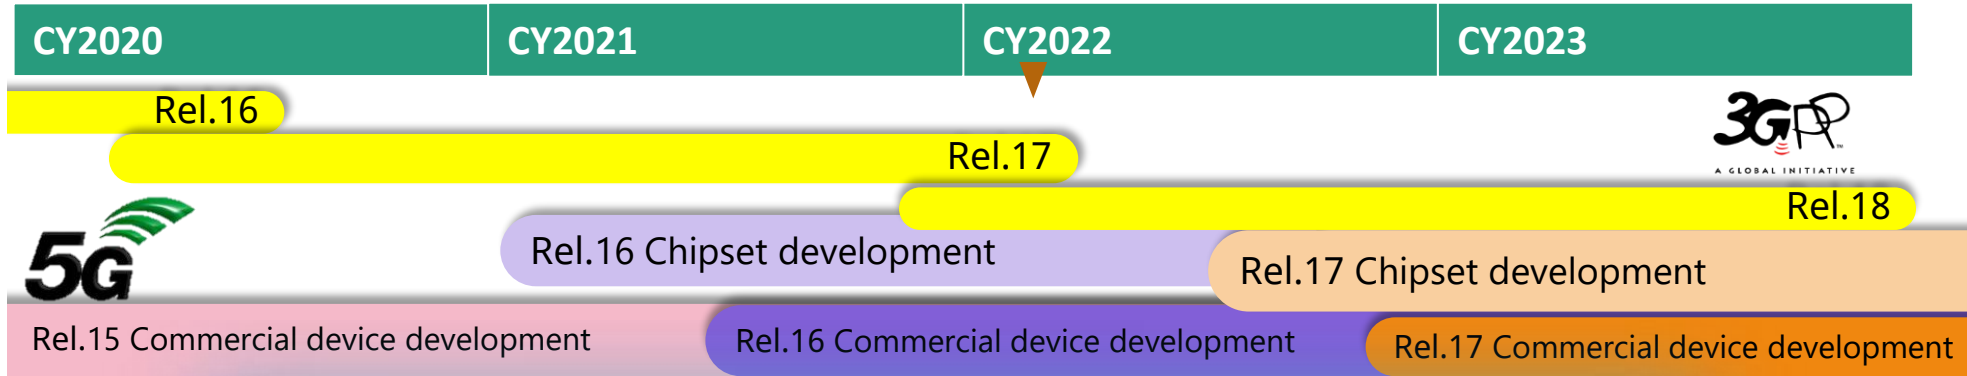 CY2020 CY2021 CY2022 CY2023
Rel.16
Rel.17
3GPP™
A GLOBAL INITIATIVE
Rel.18
5G
Rel.16 Chipset development
Rel.17 Chipset development
Rel.15 Commercial device development
Rel.16 Commercial device development
Rel.17 Commercial device development